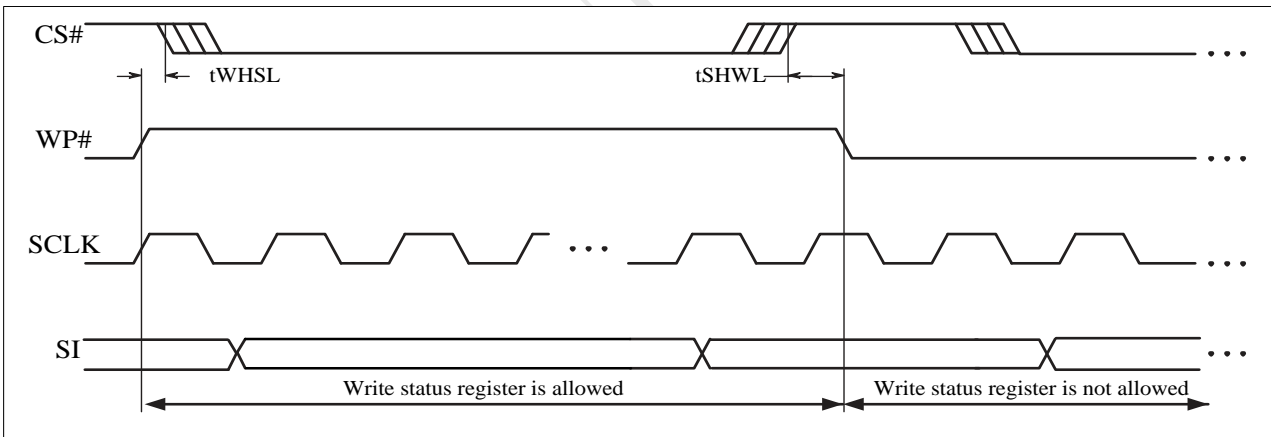 CS#
tWHSL
tSHWL
WP#
SCLK
SI
Write status register is allowed
Write status register is not allowed